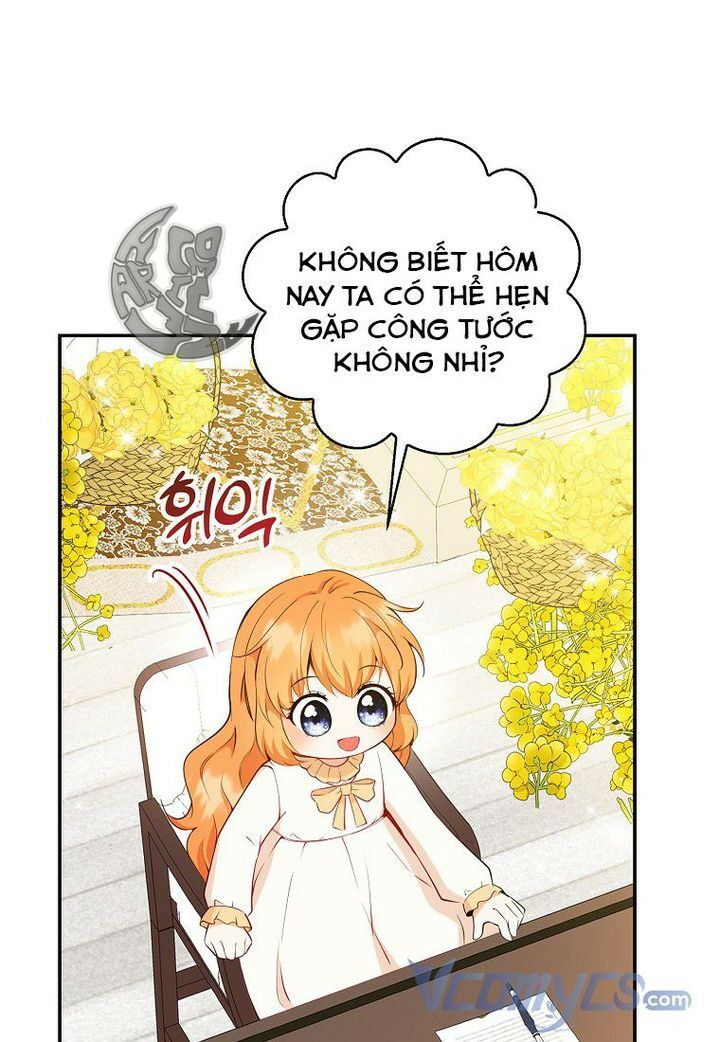 KHÔNG BIẾT HÔM
NAY TA CÓ THỂ HẸN
GẶP CÔNG TƯỚC
KHÔNG NHỈ?
휘익
VCOMYCS.com